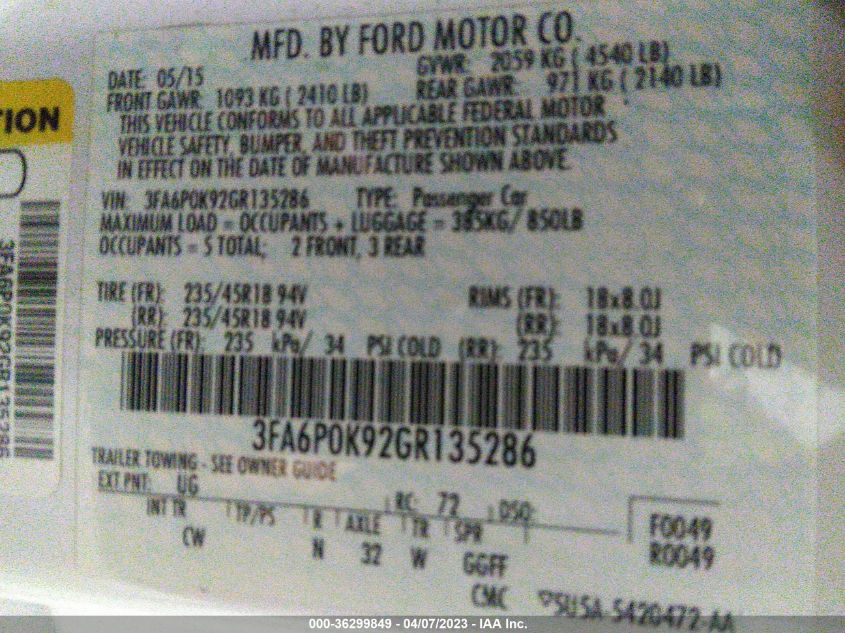 MFD. BY FORD MOTOR CO.
DATE: 05/15 GVWR: 2059 KG ( 4540 LB)
FRONT GAWR: 1093 KG ( 2410 LB) REAR GAWR: 971 KG ( 2140 LB)
THIS VEHICLE CONFORMS TO ALL APPLICABLE FEDERAL MOTOR
VEHICLE SAFETY, BUMPER, AND THEFT PREVENTION STANDARDS
IN EFFECT ON THE DATE OF MANUFACTURE SHOWN ABOVE.
VIN: 3FA6P0K92GR135286 TYPE: Passenger Car
MAXIMUM LOAD = OCCUPANTS + LUGGAGE = 385KG/ 850LB
OCCUPANTS = 5 TOTAL; 2 FRONT, 3 REAR
TIRE (FR): 235/45R18 94V RIMS (FR): 18x8.0J
(RR): 235/45R18 94V (RR): 18x8.0J
PRESSURE (FR): 235 kPa/ 34 PSI COLD (RR): 235 kPa/ 34 PSI COLD
3FA6P0K92GR135286
TRAILER TOWING - SEE OWNER GUIDE
EXT PNT: UG RC: 72 DSO:
INT TR TP/PS R AXLE TR SPR F0049
CW N 32 W GGFF R0049
CMC 5U5A-5420472-AA
TION
3FA6P0K92GR135286
000-36299849 - 04/07/2023 - IAA Inc.